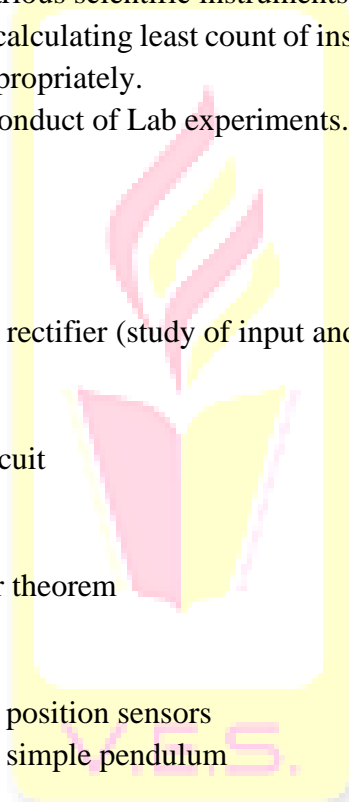 rious scientific instruments
calculating least count of ins
propriately.
onduct of Lab experiments.
rectifier (study of input and
cuit
r theorem
position sensors
simple pendulum
V.E.S.